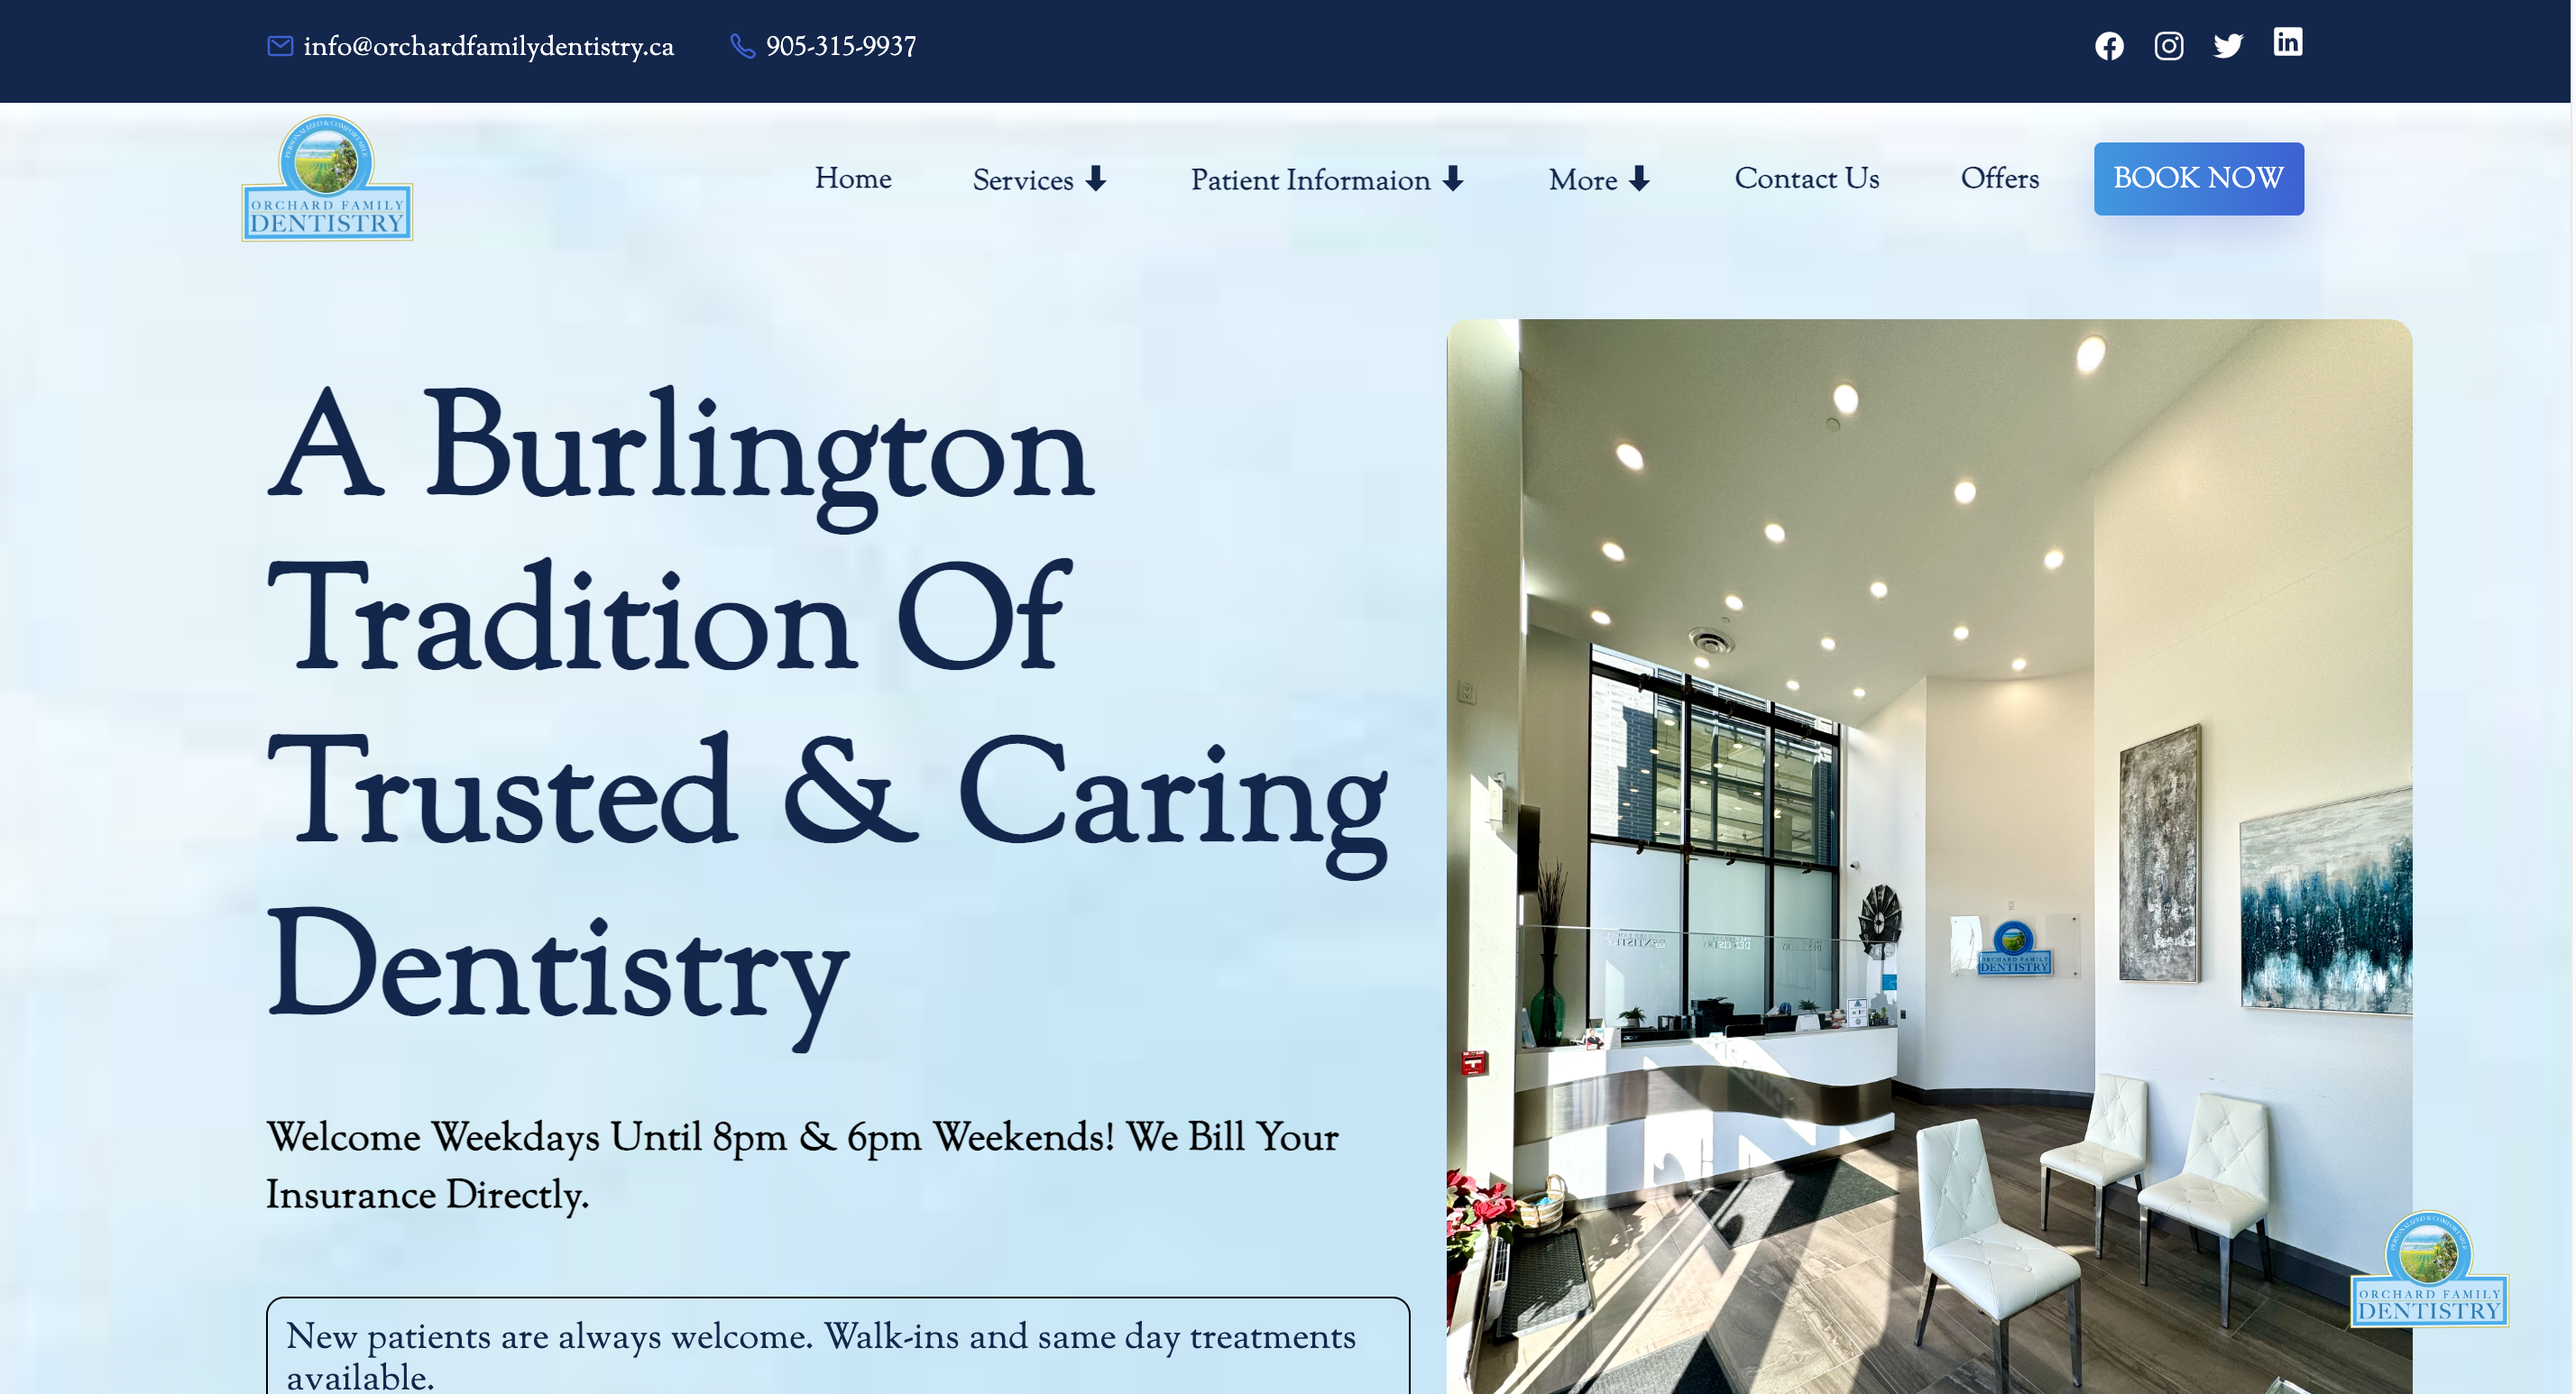 info@orchardfamilydentistry.ca
905-315-9937
PERSONALIZED & COMFORTABLE
ORCHARD FAMILY
DENTISTRY
Home
Services
Patient Informaion
More
Contact Us
Offers
BOOK NOW
A Burlington
Tradition Of
Trusted & Caring
Dentistry
Welcome Weekdays Until 8pm & 6pm Weekends! We Bill Your
Insurance Directly.
New patients are always welcome. Walk-ins and same day treatments
available.
ORCHARD FAMILY
DENTISTRY
PERSONALIZED & COMFORTABLE
ORCHARD FAMILY
DENTISTRY